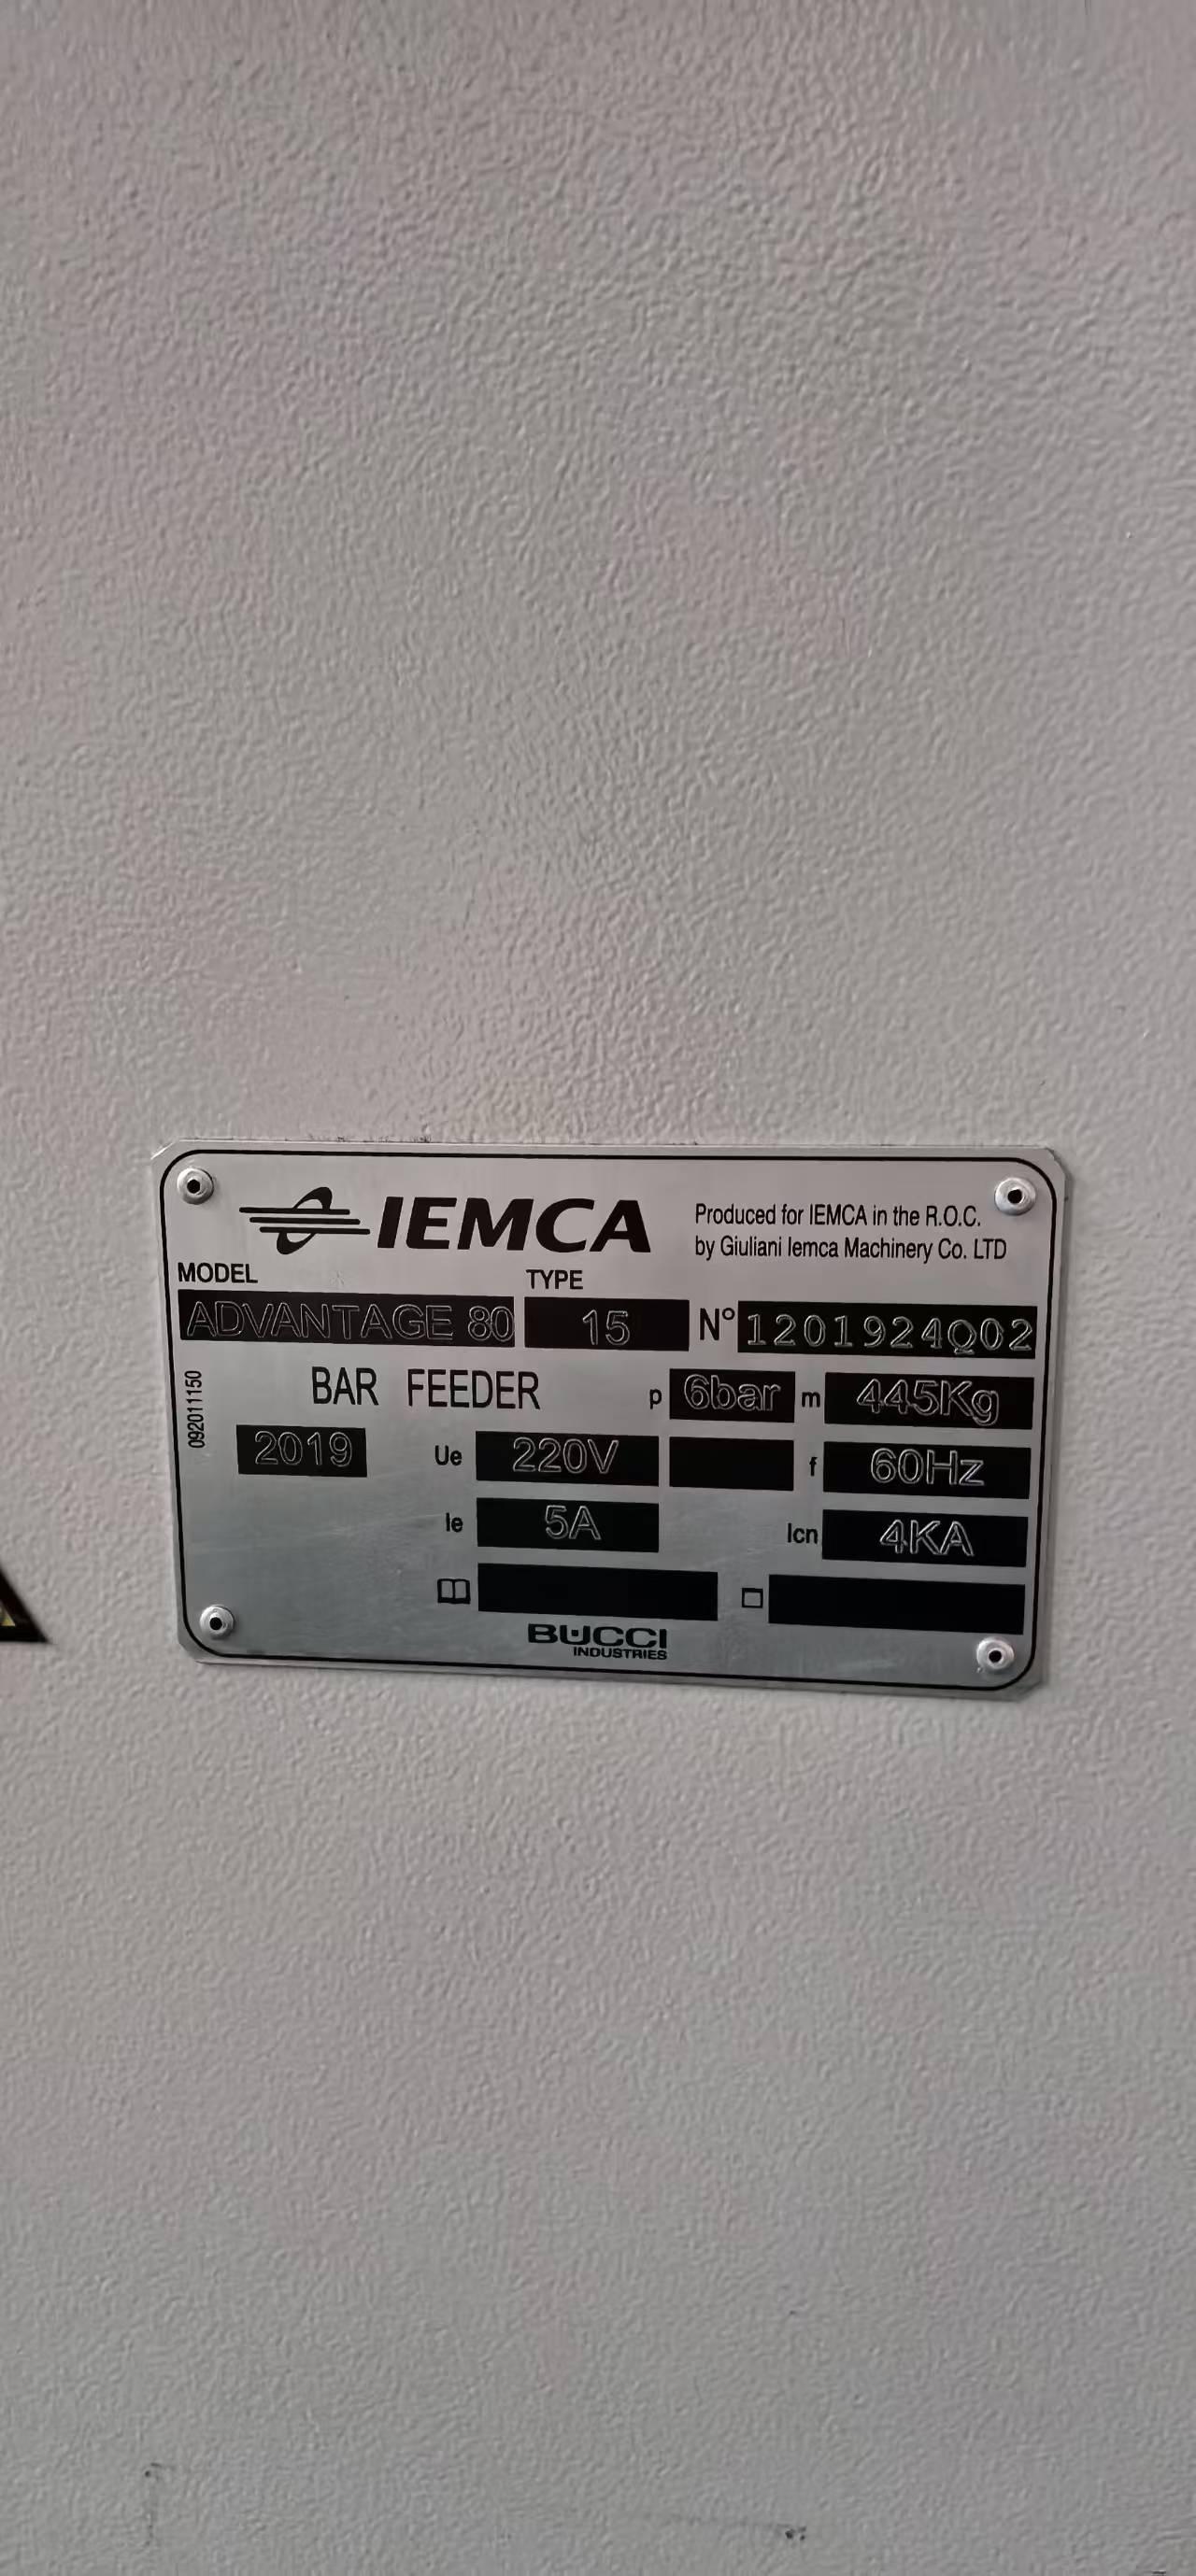 IEMCA
Produced for IEMCA in the R.O.C.
by Giuliani Iemca Machinery Co. LTD
MODEL TYPE
ADVANTAGE 80 15 N° 1201924Q02
BAR FEEDER p 6bar m 445Kg
092011150
2019 Ue 220V f 60Hz
Ie 5A Icn 4KA
BUCCI
INDUSTRIES